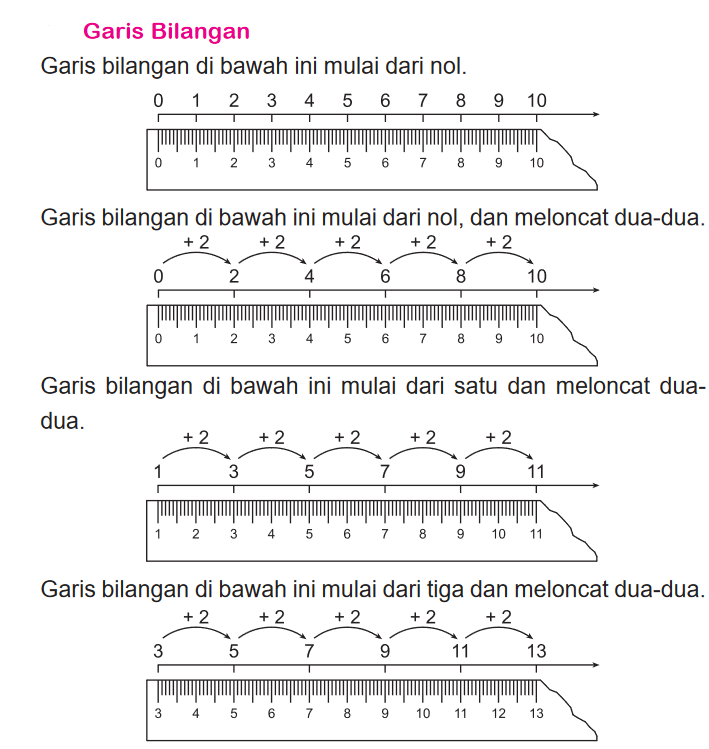 Garis Bilangan
Garis bilangan di bawah ini mulai dari nol.
0 1 2 3 4 5 6 7 8 9 10
0 1 2 3 4 5 6 7 8 9 10
Garis bilangan di bawah ini mulai dari nol, dan meloncat dua-dua.
+ 2 + 2 + 2 + 2 + 2
0 2 4 6 8 10
0 1 2 3 4 5 6 7 8 9 10
Garis bilangan di bawah ini mulai dari satu dan meloncat dua-
dua.
+ 2 + 2 + 2 + 2 + 2
1 3 5 7 9 11
1 2 3 4 5 6 7 8 9 10 11
Garis bilangan di bawah ini mulai dari tiga dan meloncat dua-dua.
+ 2 + 2 + 2 + 2 + 2
3 5 7 9 11 13
3 4 5 6 7 8 9 10 11 12 13